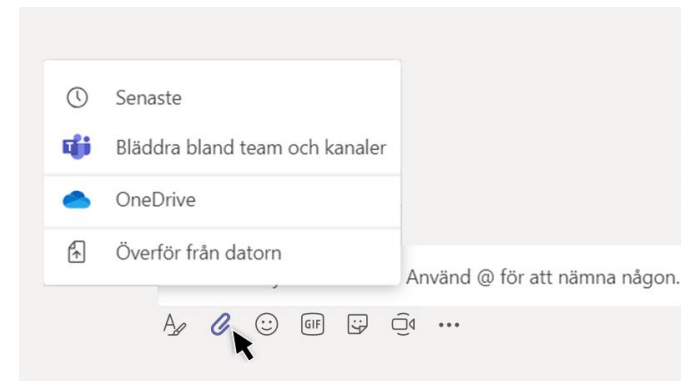 Senaste
Bläddra bland team och kanaler
OneDrive
Överför från datorn
Använd @ för att nämna någon.
GIF